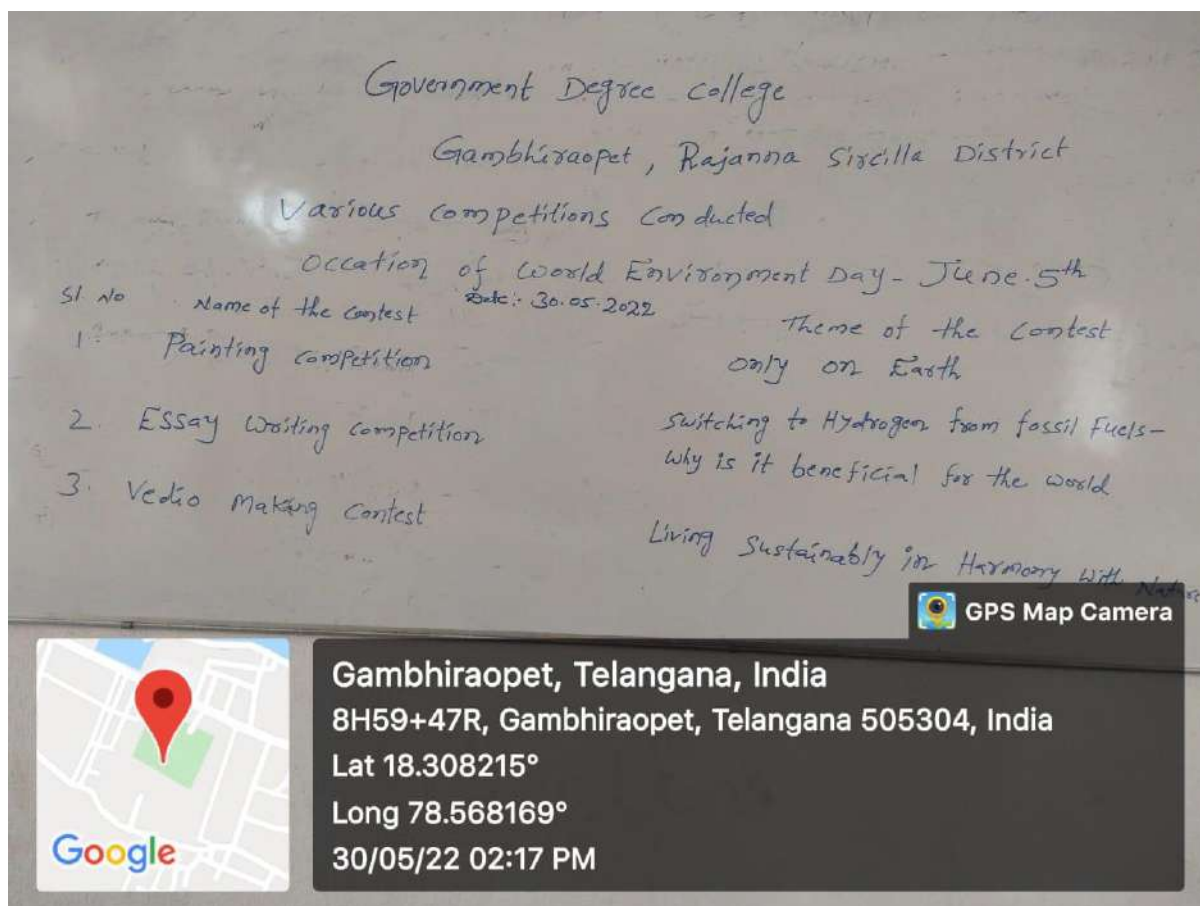 Government Degree College
Gambhiraopet, Rajanna Sircilla District
Various Competitions Conducted
Occation of World Environment Day - June.5th
Date:- 30.05.2022
Sl No Name of the Contest Theme of the Contest
1. Painting Competition Only on Earth
2. Essay Writing Competition Switching to Hydrogen from fossil Fuels-
Why is it beneficial for the world
3. Vedio Making Contest Living Sustainably in Harmony With Nature
GPS Map Camera
Gambhiraopet, Telangana, India
8H59+47R, Gambhiraopet, Telangana 505304, India
Lat 18.308215°
Long 78.568169°
30/05/22 02:17 PM
Google